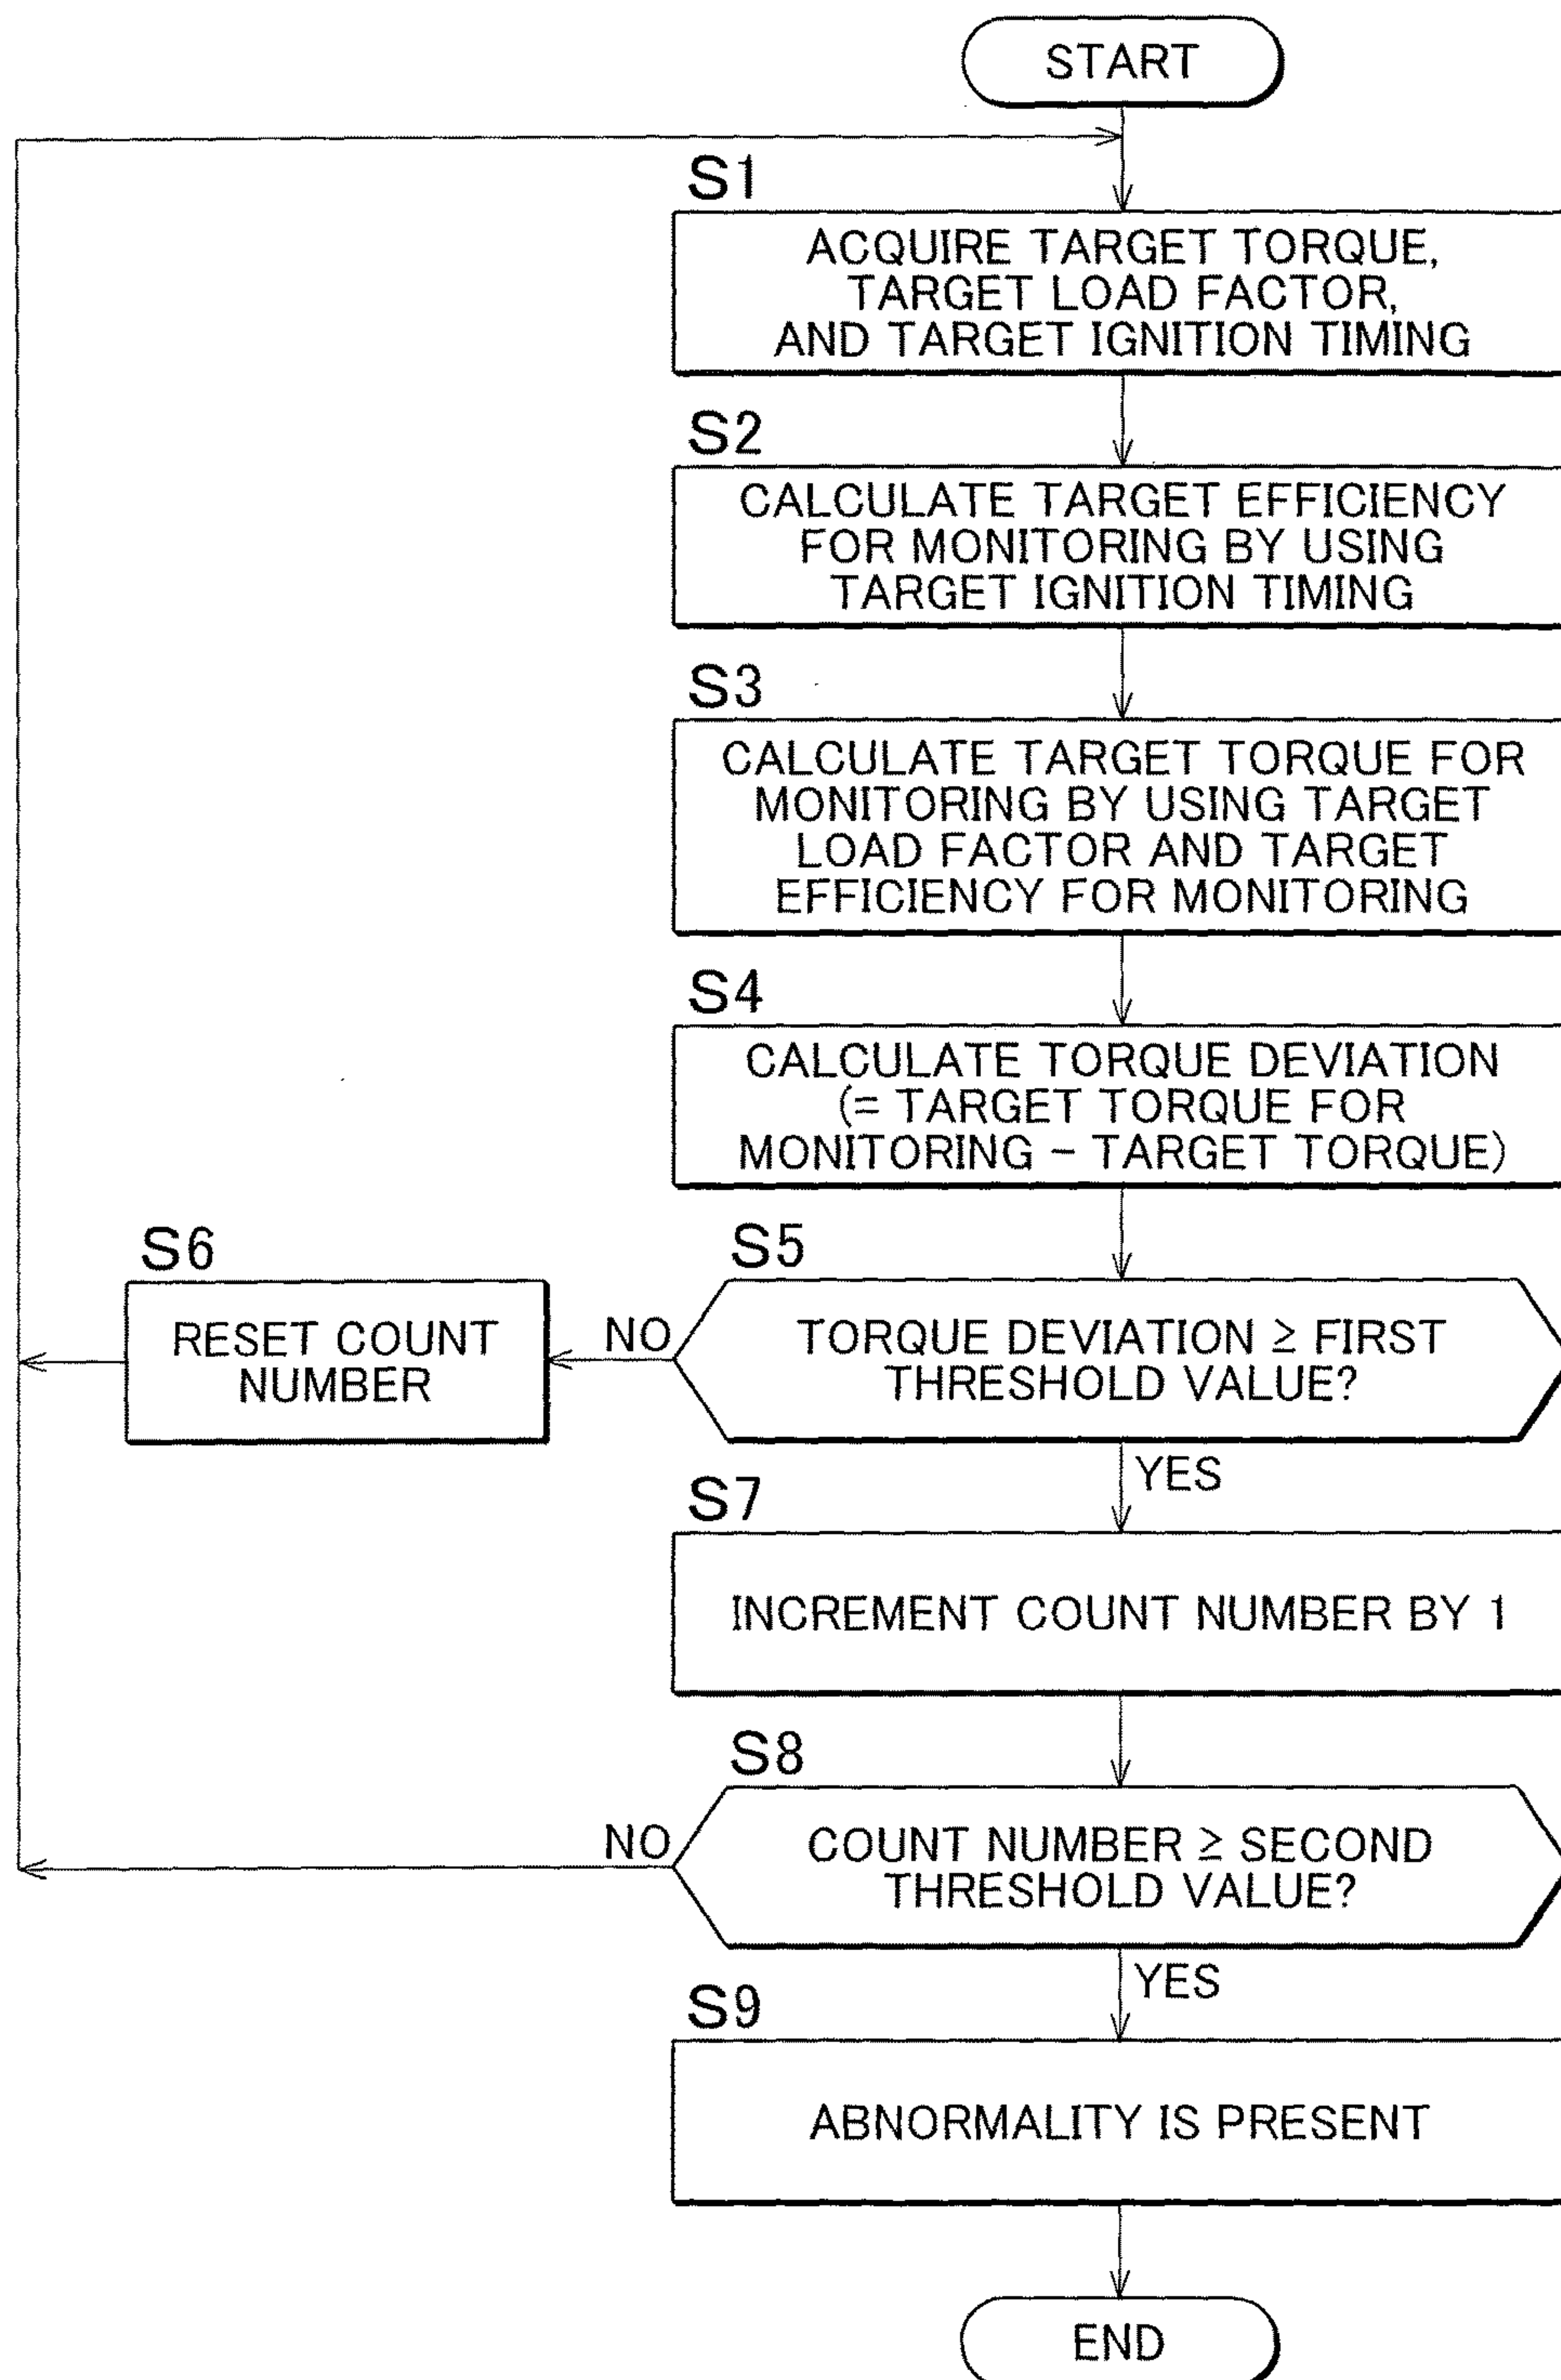 START
S1
ACQUIRE TARGET TORQUE,
TARGET LOAD FACTOR,
AND TARGET IGNITION TIMING
S2
CALCULATE TARGET EFFICIENCY
FOR MONITORING BY USING
TARGET IGNITION TIMING
S3
CALCULATE TARGET TORQUE FOR
MONITORING BY USING TARGET
LOAD FACTOR AND TARGET
EFFICIENCY FOR MONITORING
S4
CALCULATE TORQUE DEVIATION
(= TARGET TORQUE FOR
MONITORING − TARGET TORQUE)
S5
TORQUE DEVIATION ≥ FIRST
THRESHOLD VALUE?
NO
S6
RESET COUNT
NUMBER
YES
S7
INCREMENT COUNT NUMBER BY 1
S8
COUNT NUMBER ≥ SECOND
THRESHOLD VALUE?
NO
YES
S9
ABNORMALITY IS PRESENT
END